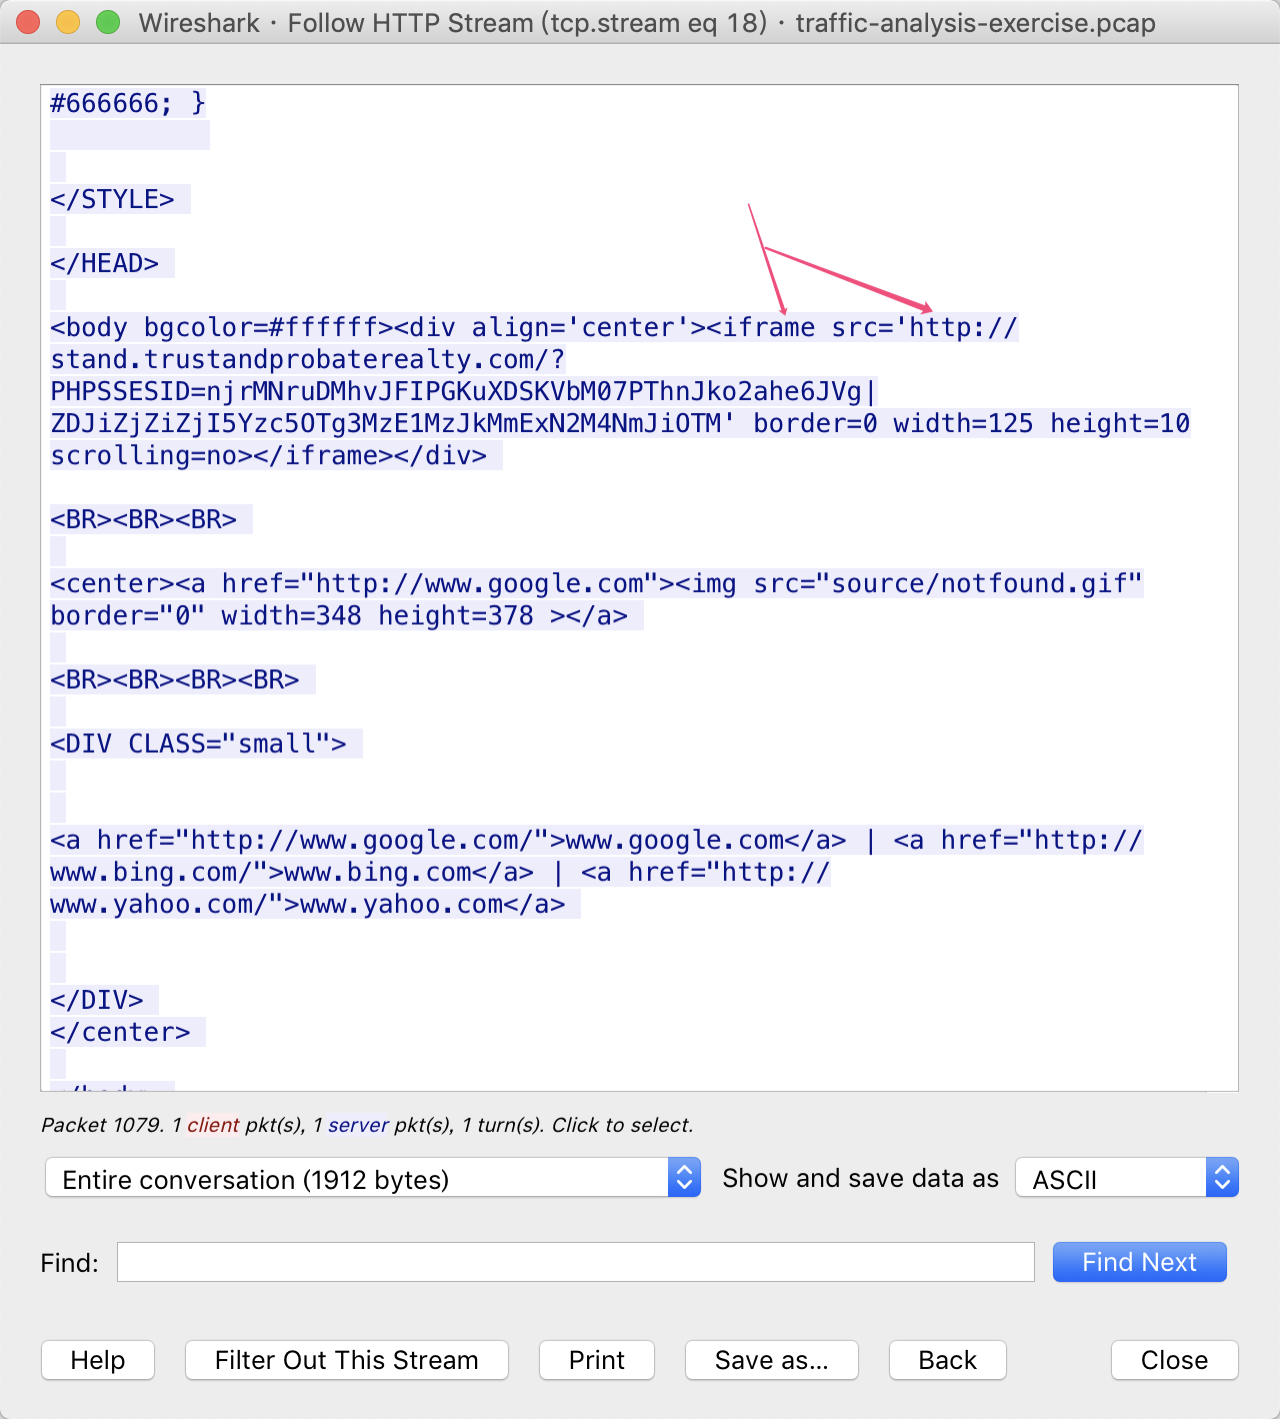 Wireshark · Follow HTTP Stream (tcp.stream eq 18) · traffic-analysis-exercise.pcap
#666666; }
</STYLE>
</HEAD>
<body bgcolor=#ffffff><div align='center'><iframe src='http://
stand.trustandprobaterealty.com/?
PHPSSESID=njrMNruDMhvJFIPGKuXDSKVbM07PThnJko2ahe6JVg|
ZDJiZjZiZjI5Yzc5OTg3MzE1MzJkMmExN2M4NmJiOTM' border=0 width=125 height=10
scrolling=no></iframe></div>
<BR><BR><BR>
<center><a href="http://www.google.com"><img src="source/notfound.gif"
border="0" width=348 height=378 ></a>
<BR><BR><BR><BR>
<DIV CLASS="small">
<a href="http://www.google.com/">www.google.com</a> | <a href="http://
www.bing.com/">www.bing.com</a> | <a href="http://
www.yahoo.com/">www.yahoo.com</a>
</DIV>
</center>
Packet 1079. 1 client pkt(s), 1 server pkt(s), 1 turn(s). Click to select.
Entire conversation (1912 bytes)
Show and save data as
ASCII
Find:
Find Next
Help
Filter Out This Stream
Print
Save as...
Back
Close